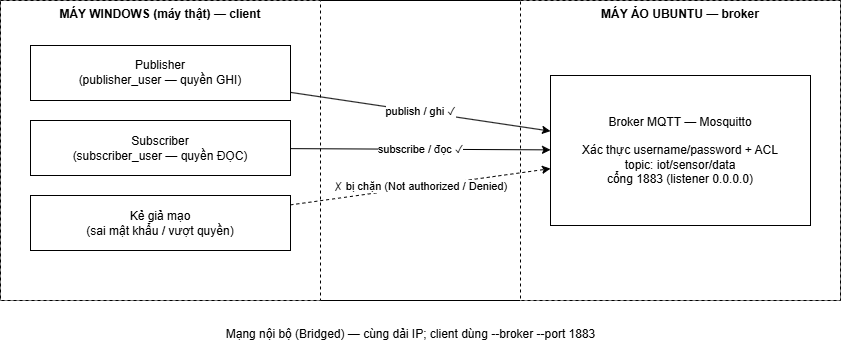 MÁY WINDOWS (máy thật) — client
MÁY ẢO UBUNTU — broker
Publisher
(publisher_user — quyền GHI)
publish / ghi ✓
Subscriber
(subscriber_user — quyền ĐỌC)
subscribe / đọc ✓
Kẻ giả mạo
(sai mật khẩu / vượt quyền)
✗ bị chặn (Not authorized / Denied)
Broker MQTT — Mosquitto
Xác thực username/password + ACL
topic: iot/sensor/data
cổng 1883 (listener 0.0.0.0)
Mạng nội bộ (Bridged) — cùng dải IP; client dùng --broker --port 1883